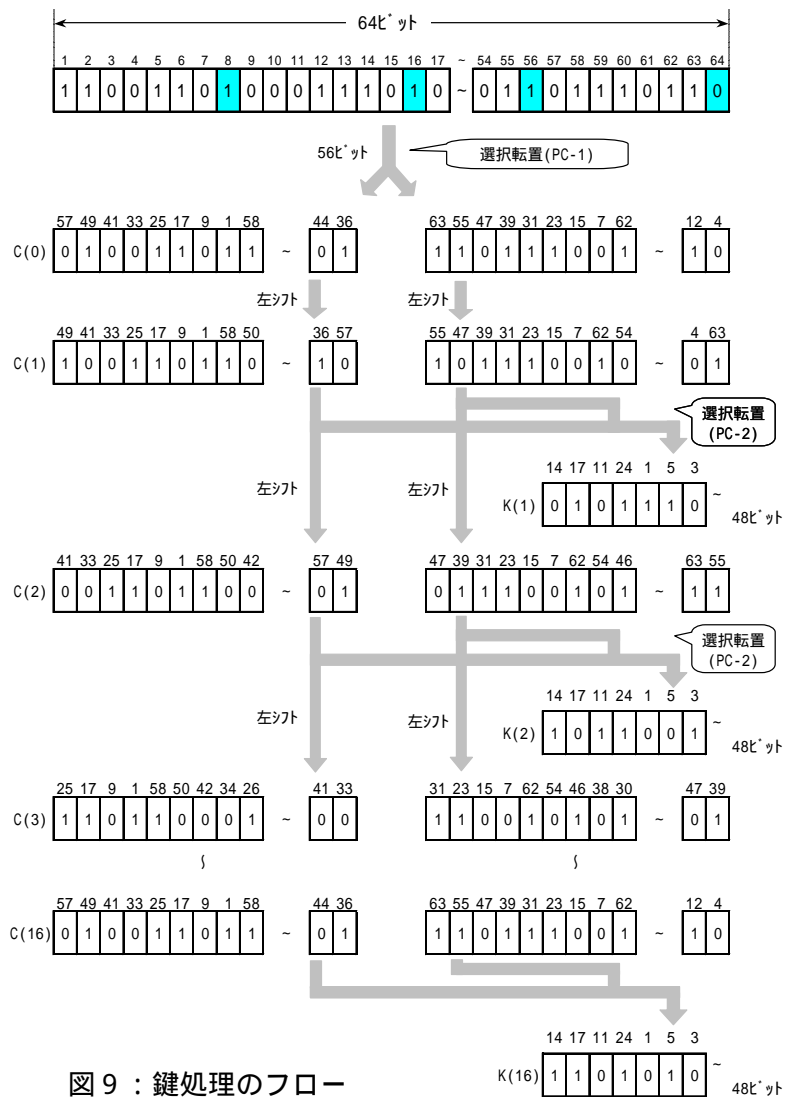 64ビット
1 2 3 4 5 6 7 8 9 10 11 12 13 14 15 16 17 ~ 54 55 56 57 58 59 60 61 62 63 64
1 1 0 0 1 1 0 1 0 0 0 1 1 1 0 1 0 ~ 0 1 1 0 1 1 1 0 1 1 0
56ビット
選択転置(PC-1)
57 49 41 33 25 17 9 1 58 44 36 63 55 47 39 31 23 15 7 62 12 4
C(0) 0 1 0 0 1 1 0 1 1 ~ 0 1 1 1 0 1 1 1 0 0 1 ~ 1 0
左シフト 左シフト
49 41 33 25 17 9 1 58 50 36 57 55 47 39 31 23 15 7 62 54 4 63
C(1) 1 0 0 1 1 0 1 1 0 ~ 1 0 1 0 1 1 1 0 0 1 0 ~ 0 1
選択転置
(PC-2)
14 17 11 24 1 5 3
左シフト 左シフト
K(1) 0 1 0 1 1 1 0 ~
48ビット
41 33 25 17 9 1 58 50 42 57 49 47 39 31 23 15 7 62 54 46 63 55
C(2) 0 0 1 1 0 1 1 0 0 ~ 0 1 0 1 1 1 0 0 1 0 1 ~ 1 1
選択転置
(PC-2)
14 17 11 24 1 5 3
左シフト 左シフト
K(2) 1 0 1 1 0 0 1 ~
48ビット
25 17 9 1 58 50 42 34 26 41 33 31 23 15 7 62 54 46 38 30 47 39
C(3) 1 1 0 1 1 0 0 0 1 ~ 0 0 1 1 0 0 1 0 1 0 1 ~ 0 1
~ ~
57 49 41 33 25 17 9 1 58 44 36 63 55 47 39 31 23 15 7 62 12 4
C(16) 0 1 0 0 1 1 0 1 1 ~ 0 1 1 1 0 1 1 1 0 0 1 ~ 1 0
14 17 11 24 1 5 3
K(16) 1 1 0 1 0 1 0 ~
48ビット
図9:鍵処理のフロー